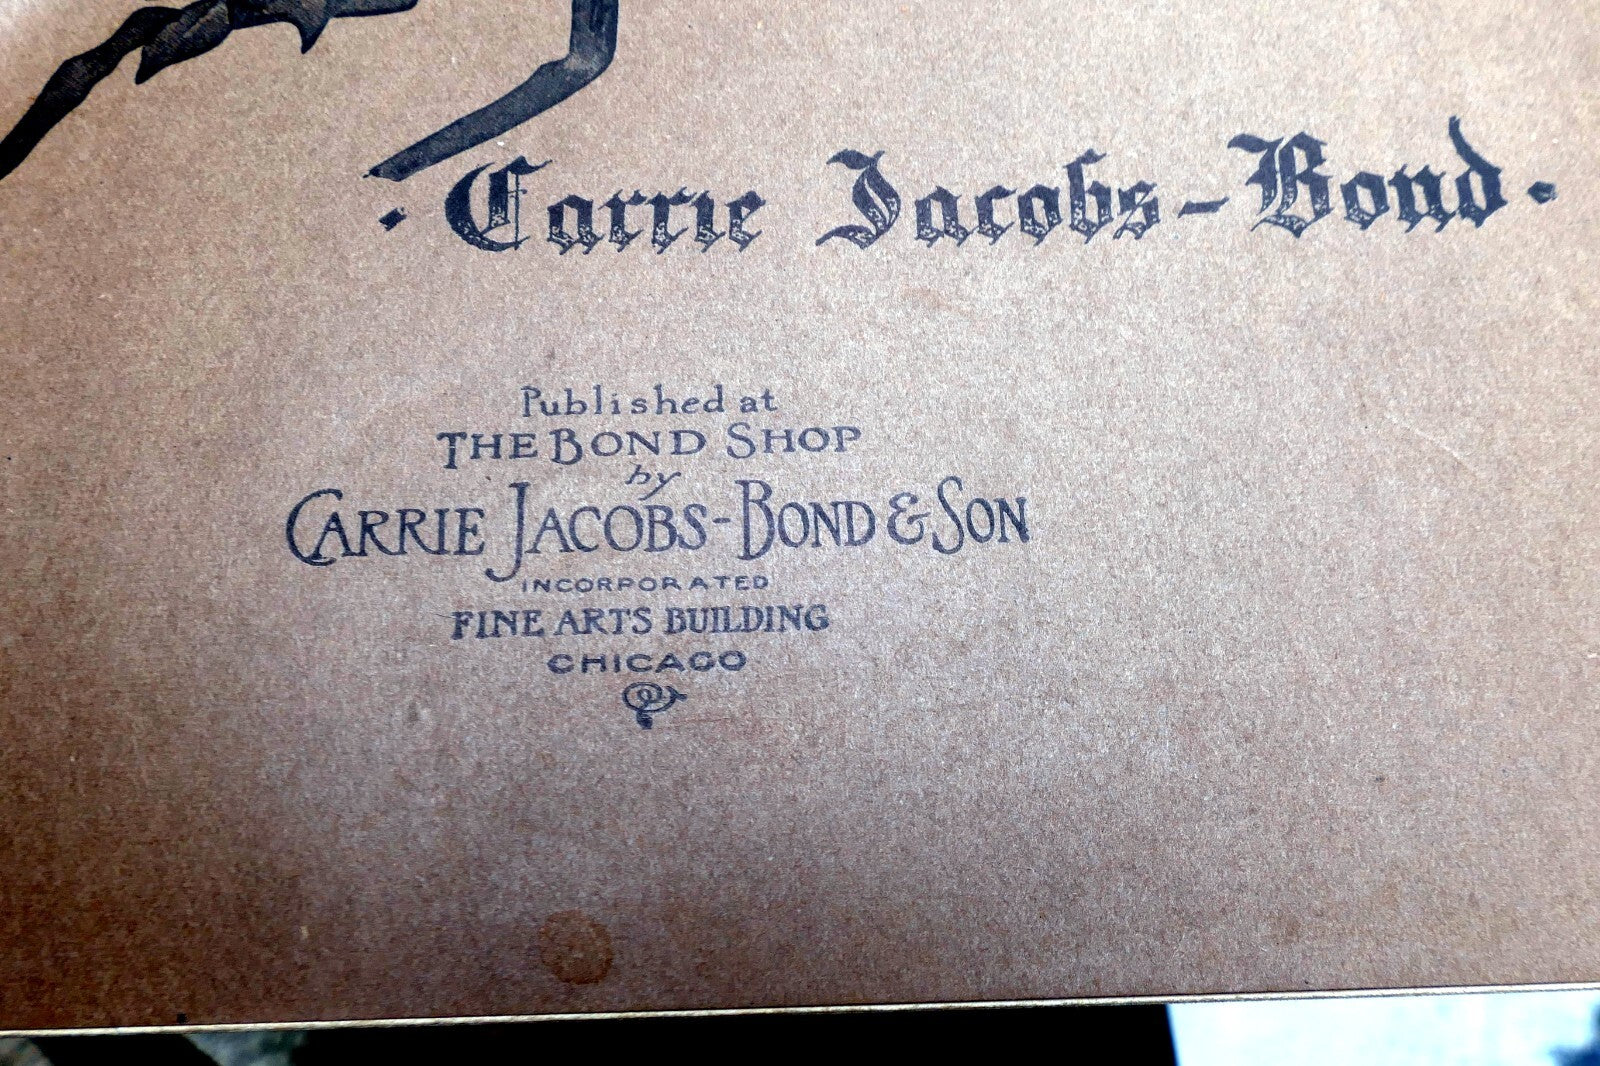 · Carrie Jacobs-Bond ·
Published at
THE BOND SHOP
by
CARRIE JACOBS-BOND & SON
INCORPORATED
FINE ARTS BUILDING
CHICAGO